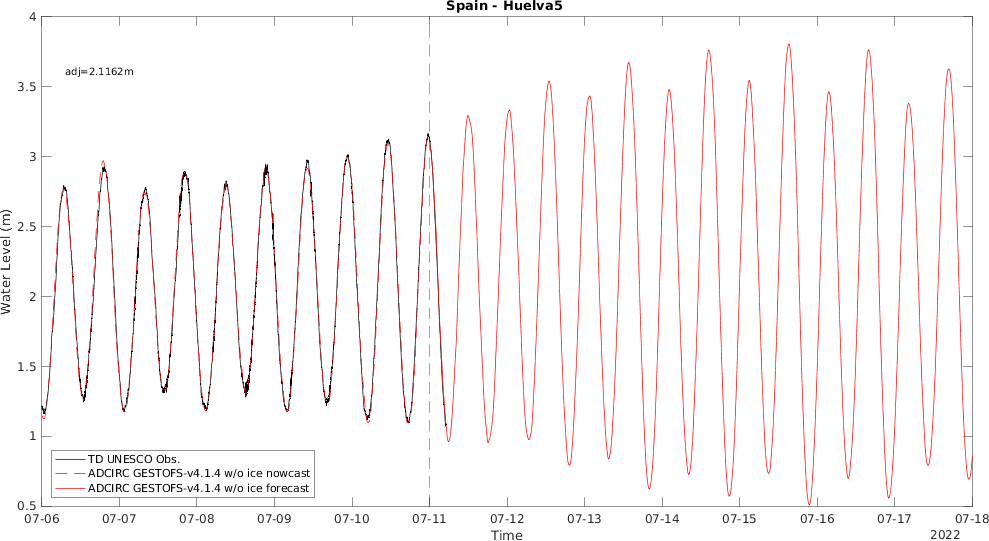 Spain - Huelva5
4
3.5
3
2.5
2
1.5
1
0.5
Water Level (m)
adj=2.1162m
TD UNESCO Obs.
ADCIRC GESTOFS-v4.1.4 w/o ice nowcast
ADCIRC GESTOFS-v4.1.4 w/o ice forecast
07-06 07-07 07-08 07-09 07-10 07-11 07-12 07-13 07-14 07-15 07-16 07-17 07-18
Time
2022